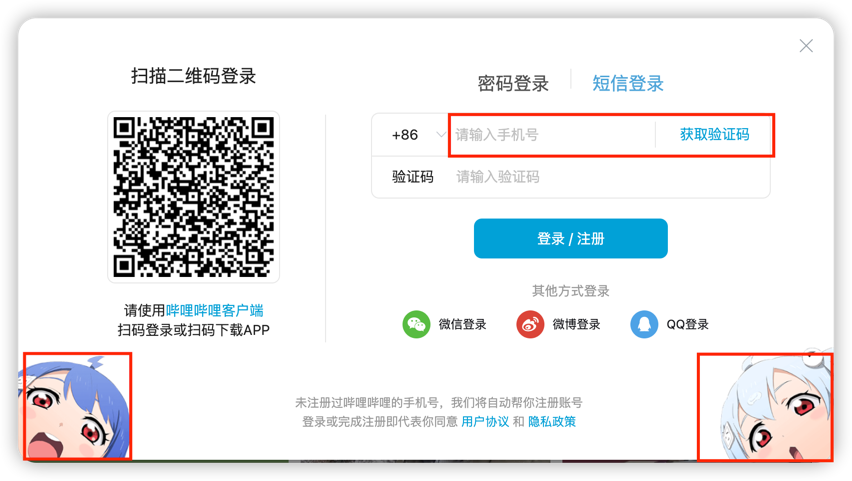 扫描二维码登录
请使用哔哩哔哩客户端
扫码登录或扫码下载APP
密码登录
短信登录
+86 请输入手机号 获取验证码
验证码 请输入验证码
登录 / 注册
其他方式登录
微信登录 微博登录 QQ登录
未注册过哔哩哔哩的手机号，我们将自动帮你注册账号
登录或完成注册即代表你同意 用户协议 和 隐私政策